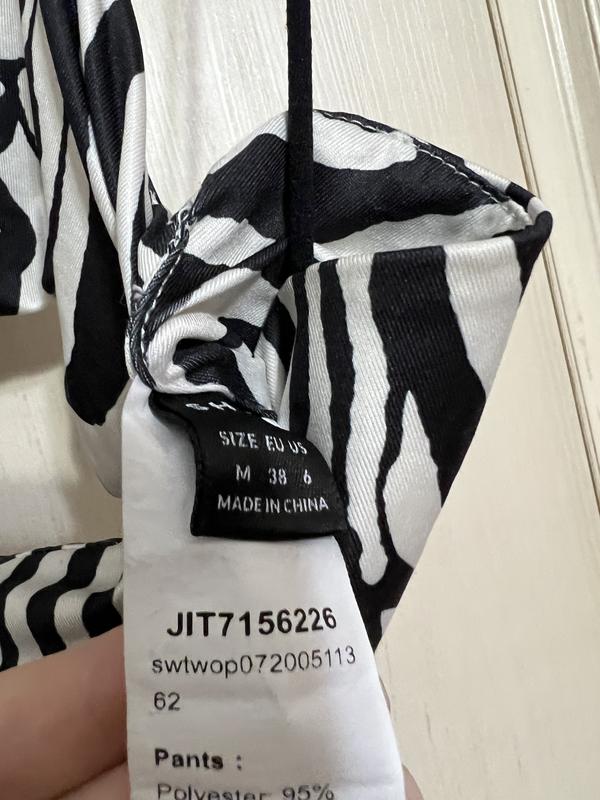 SIZE EU US
M 38 6
MADE IN CHINA
JIT7156226
swtwop072005113
62
Pants :
Polyester 95%